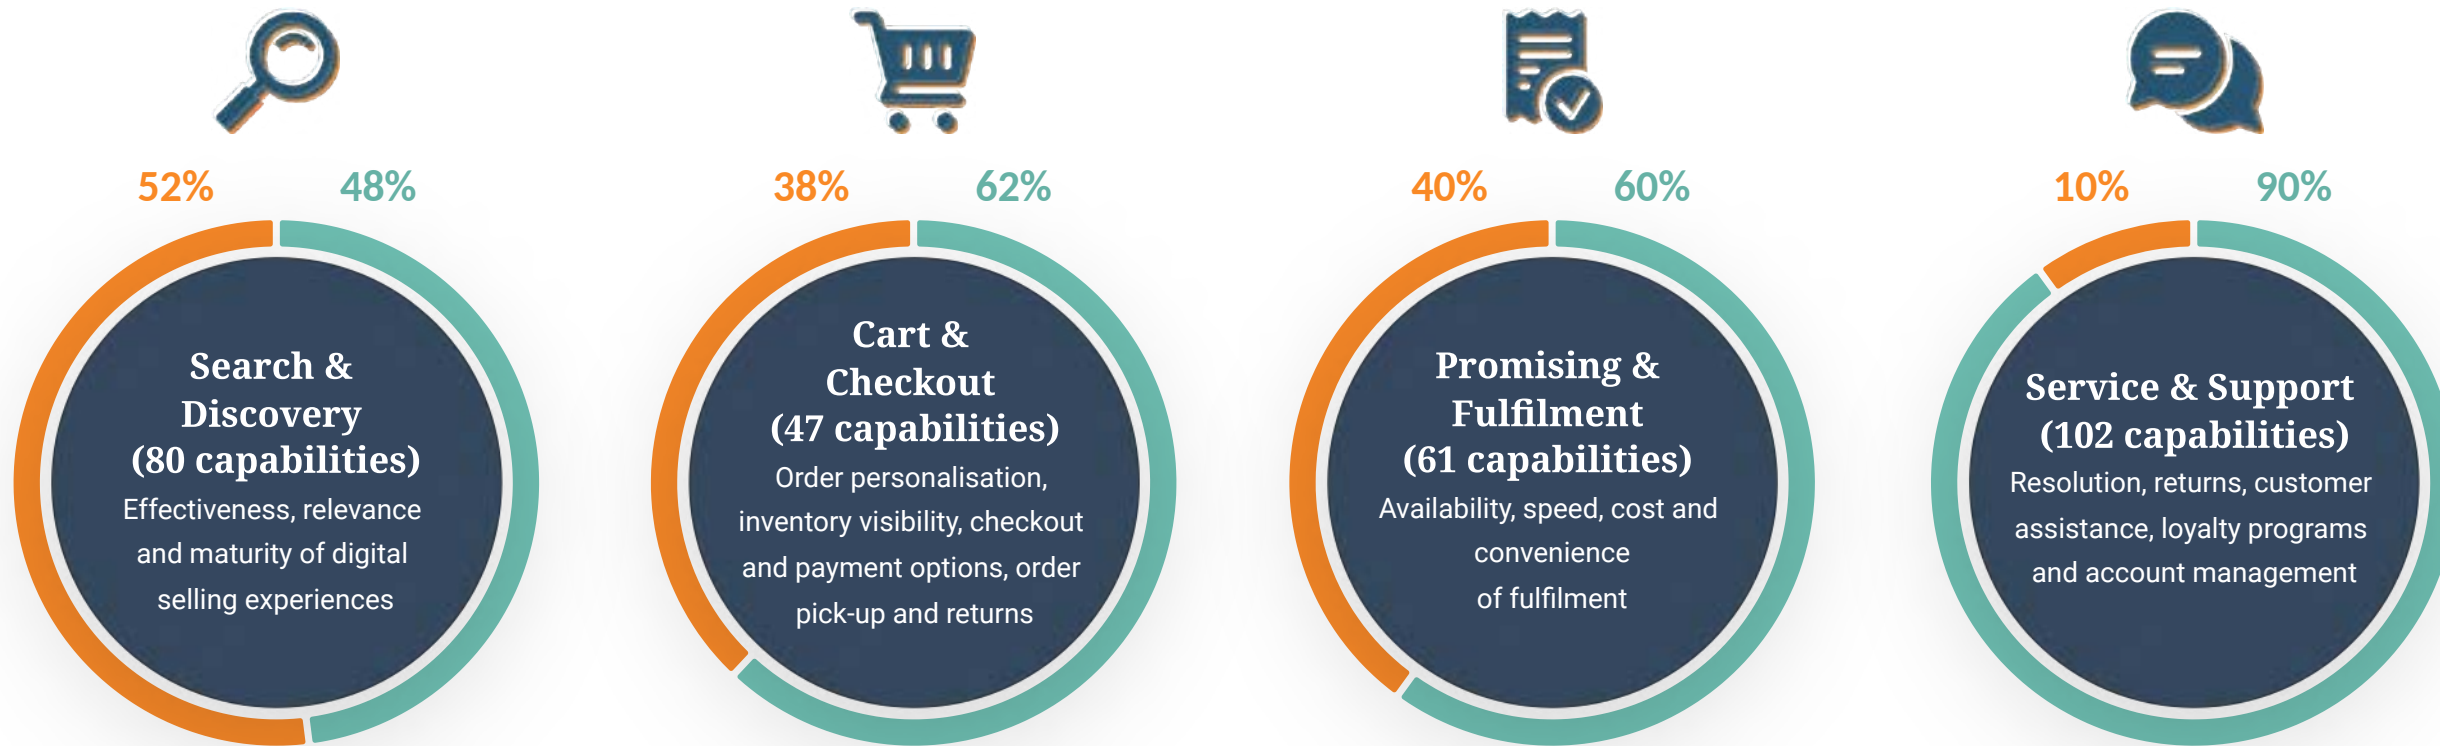 52% 48%
Search &
Discovery
(80 capabilities)
Effectiveness, relevance
and maturity of digital
selling experiences
38% 62%
Cart &
Checkout
(47 capabilities)
Order personalisation,
inventory visibility, checkout
and payment options, order
pick-up and returns
40% 60%
Promising &
Fulfilment
(61 capabilities)
Availability, speed, cost and
convenience
of fulfilment
10% 90%
Service & Support
(102 capabilities)
Resolution, returns, customer
assistance, loyalty programs
and account management